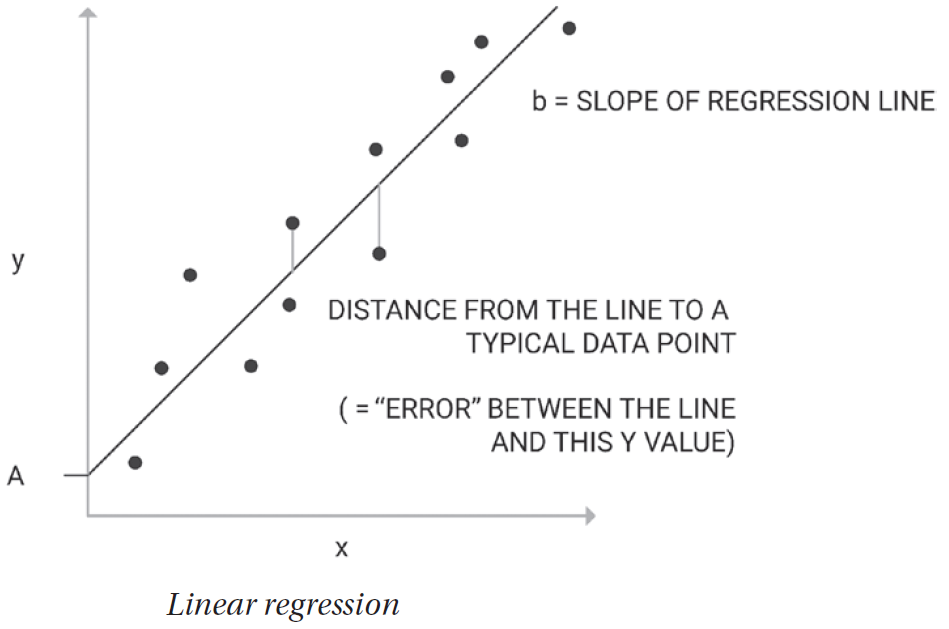 b = SLOPE OF REGRESSION LINE
y
DISTANCE FROM THE LINE TO A
TYPICAL DATA POINT
( = “ERROR” BETWEEN THE LINE
AND THIS Y VALUE)
A
x
Linear regression